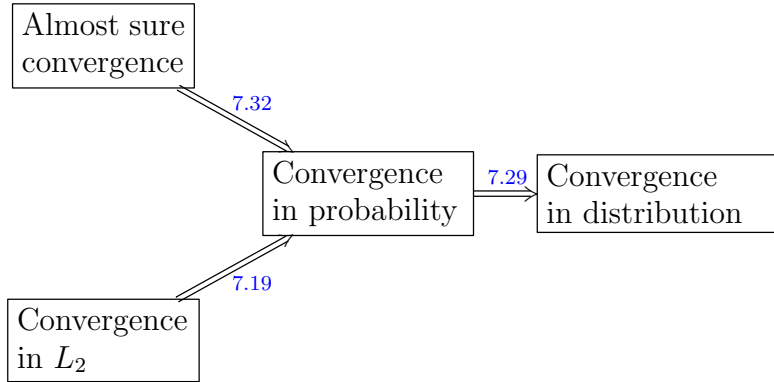 Almost sure
convergence
7.32
Convergence
in probability
7.29
Convergence
in distribution
7.19
Convergence
in L₂